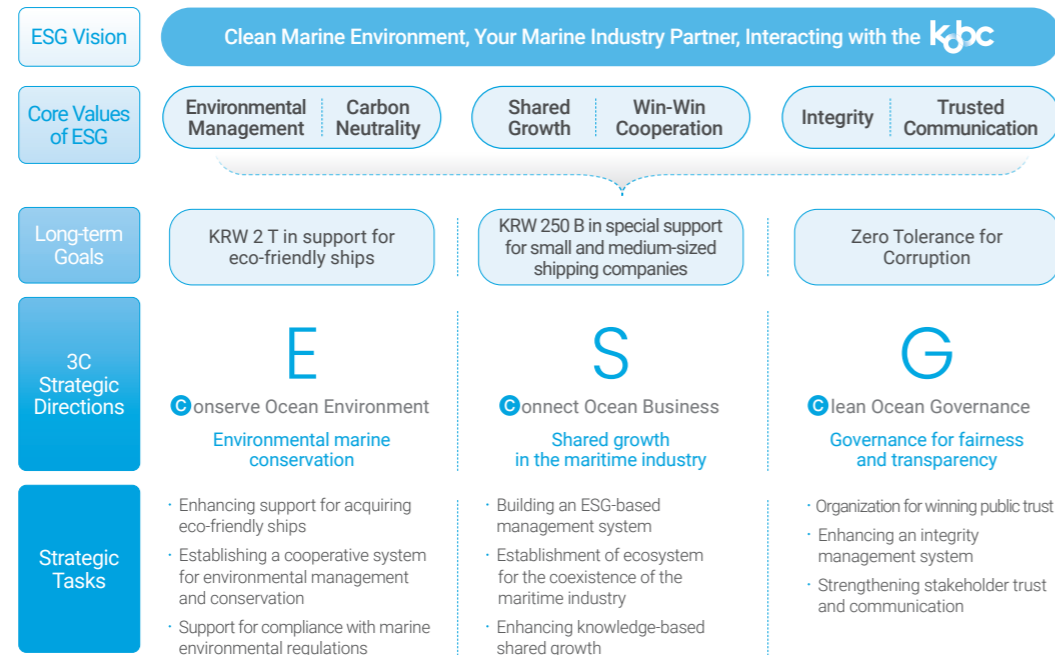 ESG Vision
Clean Marine Environment, Your Marine Industry Partner, Interacting with the kobc
Core Values
of ESG
Environmental
Management
Carbon
Neutrality
Shared
Growth
Win-Win
Cooperation
Integrity
Trusted
Communication
Long-term
Goals
KRW 2 T in support for
eco-friendly ships
KRW 250 B in special support
for small and medium-sized
shipping companies
Zero Tolerance for
Corruption
3C
Strategic
Directions
E
Conserve Ocean Environment
Environmental marine
conservation
S
Connect Ocean Business
Shared growth
in the maritime industry
G
Clean Ocean Governance
Governance for fairness
and transparency
Strategic
Tasks
· Enhancing support for acquiring
eco-friendly ships
· Establishing a cooperative system
for environmental management
and conservation
· Support for compliance with marine
environmental regulations
· Building an ESG-based
management system
· Establishment of ecosystem
for the coexistence of the
maritime industry
· Enhancing knowledge-based
shared growth
· Organization for winning public trust
· Enhancing an integrity
management system
· Strengthening stakeholder trust
and communication